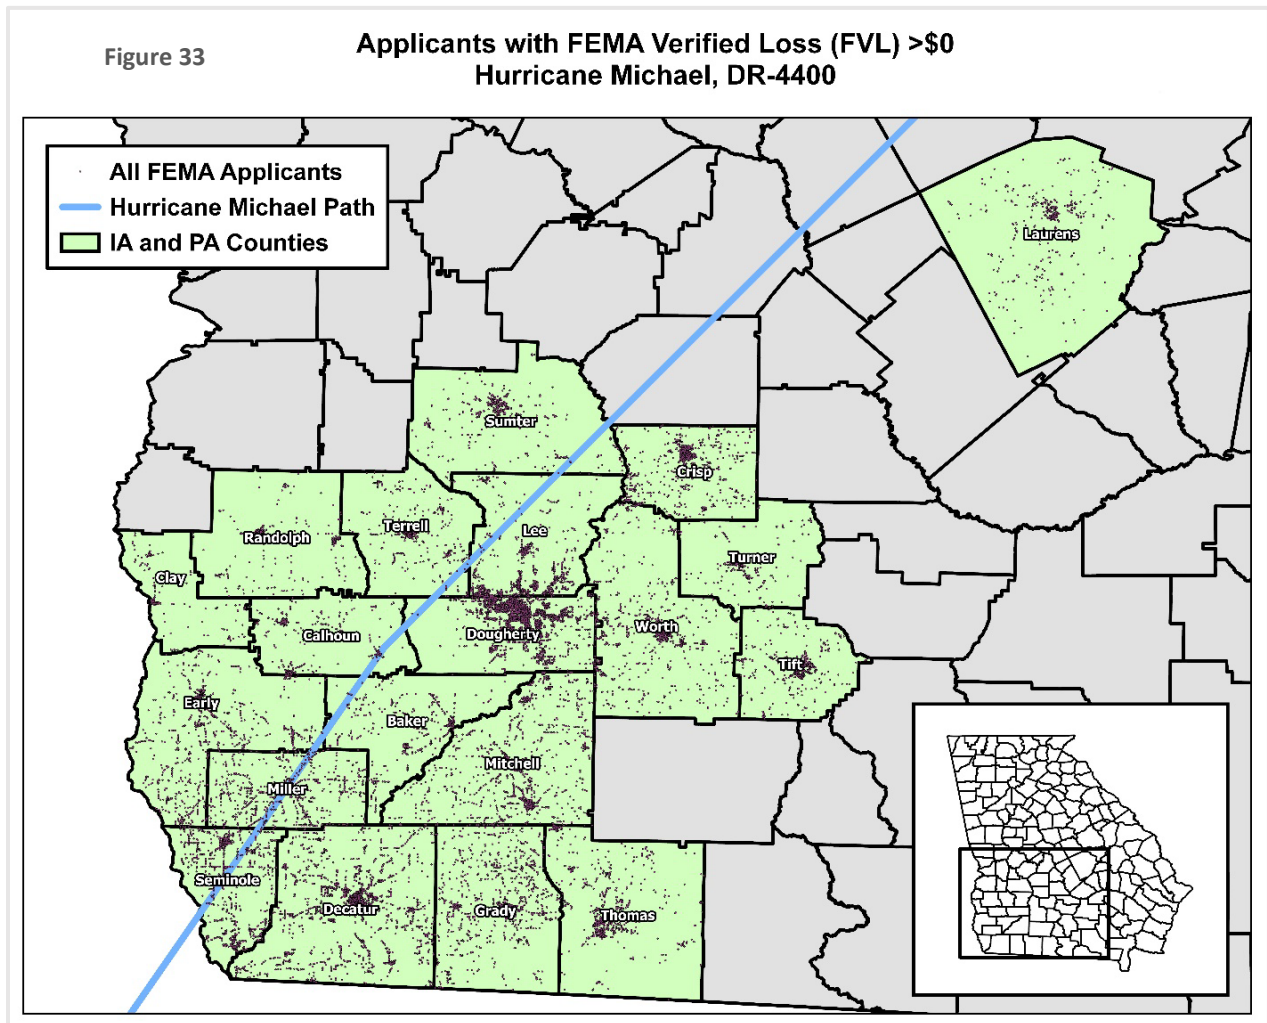 Figure 33
Applicants with FEMA Verified Loss (FVL) >$0
Hurricane Michael, DR-4400
All FEMA Applicants
Hurricane Michael Path
IA and PA Counties
Laurens
Sumter
Crisp
Randolph
Terrell
Lee
Turner
Clay
Calhoun
Dougherty
Worth
Tift
Early
Baker
Mitchell
Miller
Seminole
Decatur
Grady
Thomas